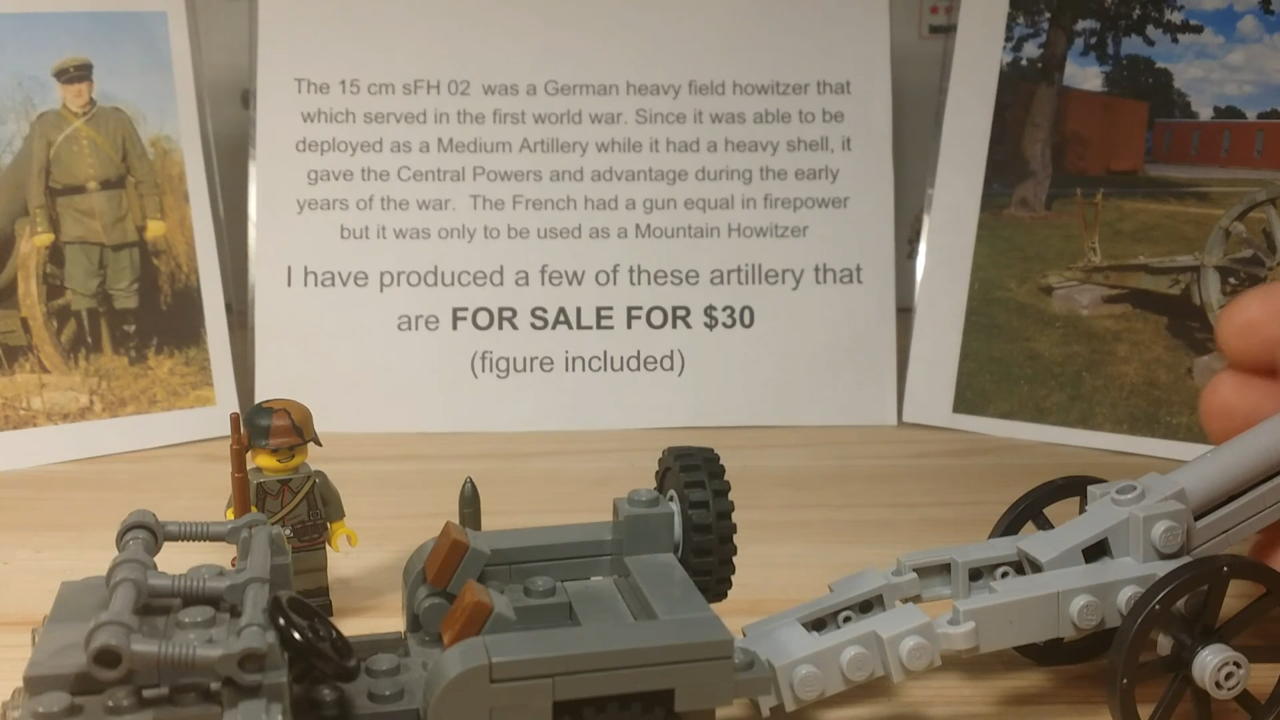 The 15 cm sFH 02 was a German heavy field howitzer that
which served in the first world war. Since it was able to be
deployed as a Medium Artillery while it had a heavy shell, it
gave the Central Powers and advantage during the early
years of the war. The French had a gun equal in firepower
but it was only to be used as a Mountain Howitzer
I have produced a few of these artillery that
are FOR SALE FOR $30
(figure included)